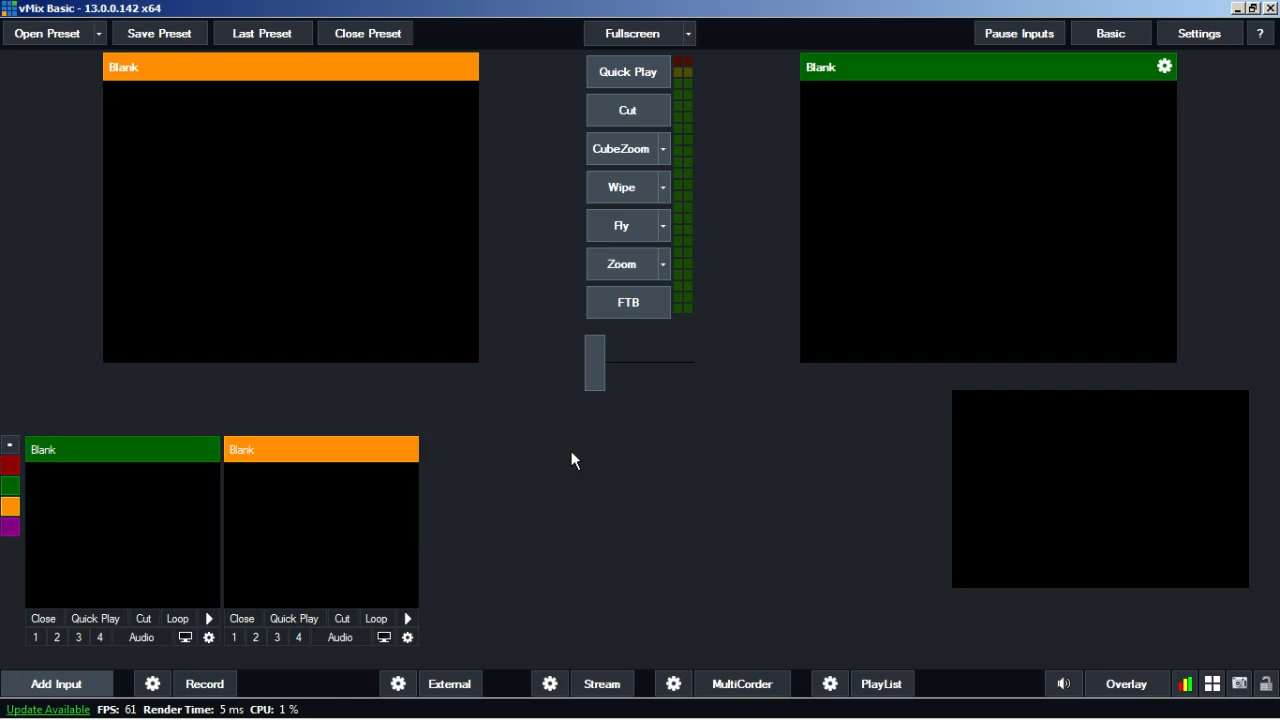 vMix Basic - 13.0.0.142 x64
Open Preset Save Preset Last Preset Close Preset Fullscreen Pause Inputs Basic Settings ?
Blank
Quick Play
Cut
CubeZoom
Wipe
Fly
Zoom
FTB
Blank
Blank
Close Quick Play Cut Loop
1 2 3 4 Audio
Blank
Close Quick Play Cut Loop
1 2 3 4 Audio
Add Input Record External Stream MultiCorder PlayList Overlay
Update Available FPS: 61 Render Time: 5 ms CPU: 1 %